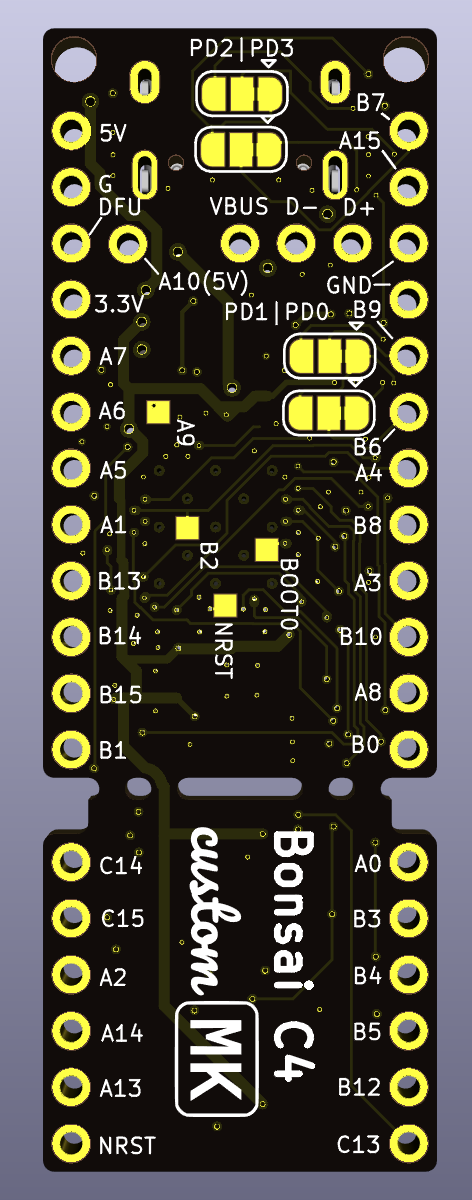 PD2|PD3
B7
5V
A15
G
DFU
VBUS D- D+
A10(5V)
GND
3.3V
PD1|PD0
B9
A7
A6
A9
B6
A5
A4
A1
B8
B2
BOOT0
B13
A3
NRST
B14
B10
B15
A8
B1
B0
C14
A0
C15
B3
A2
B4
A14
B5
A13
B12
NRST
C13
Bonsai C4
custom
MK